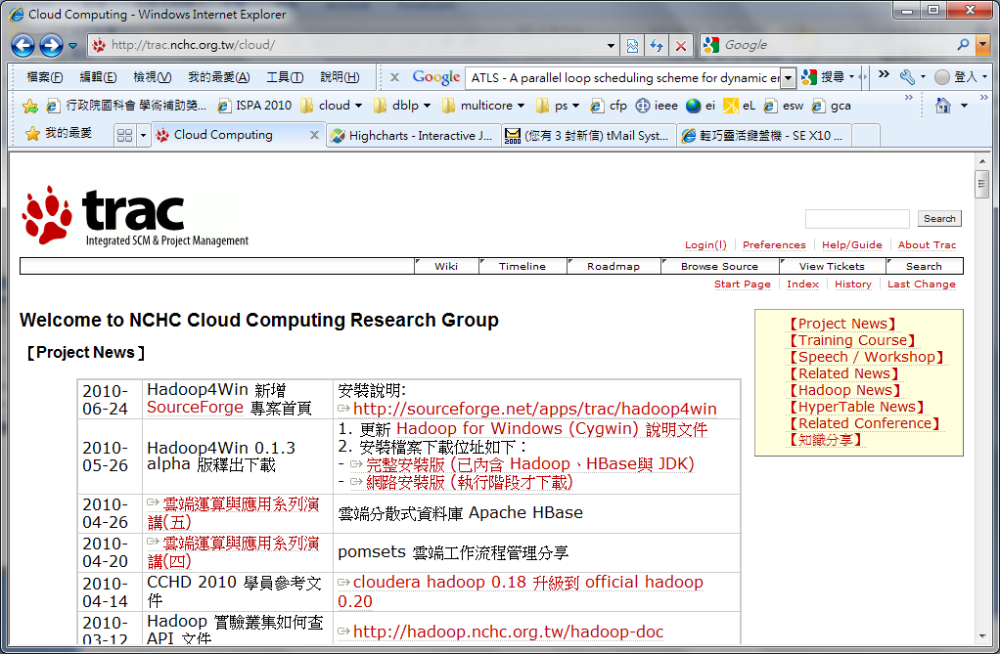 Cloud Computing - Windows Internet Explorer
http://trac.nchc.org.tw/cloud/
Google
檔案(F) 編輯(E) 檢視(V) 我的最愛(A) 工具(T) 說明(H)
x Google ATLS - A parallel loop scheduling scheme for dynamic er 搜尋 » 登入
行政院國科會 學術補助獎... ISPA 2010 cloud dblp multicore ps cfp ieee ei eL esw gca »
我的最愛 Cloud Computing x Highcharts - Interactive J... (您有 3 封新信) tMail Syst... 輕巧靈活鍵盤機 - SE X10 ...
trac
Integrated SCM & Project Management
Search
Login(l) Preferences Help/Guide About Trac
Wiki Timeline Roadmap Browse Source View Tickets Search
Start Page Index History Last Change
Welcome to NCHC Cloud Computing Research Group
【Project News】
【Project News】
【Training Course】
【Speech / Workshop】
【Related News】
【Hadoop News】
【HyperTable News】
【Related Conference】
【知識分享】
2010-
06-24
Hadoop4Win 新增
SourceForge 專案首頁
安裝說明:
http://sourceforge.net/apps/trac/hadoop4win
2010-
05-26
Hadoop4Win 0.1.3
alpha 版釋出下載
1. 更新 Hadoop for Windows (Cygwin) 說明文件
2. 安裝檔案下載位址如下：
- 完整安裝版 (已內含 Hadoop、HBase與 JDK)
- 網路安裝版 (執行階段才下載)
2010-
04-26
雲端運算與應用系列演
講(五)
雲端分散式資料庫 Apache HBase
2010-
04-20
雲端運算與應用系列演
講(四)
pomsets 雲端工作流程管理分享
2010-
04-14
CCHD 2010 學員參考文
件
cloudera hadoop 0.18 升級到 official hadoop
0.20
2010-
03-12
Hadoop 實驗叢集如何查
API 文件
http://hadoop.nchc.org.tw/hadoop-doc